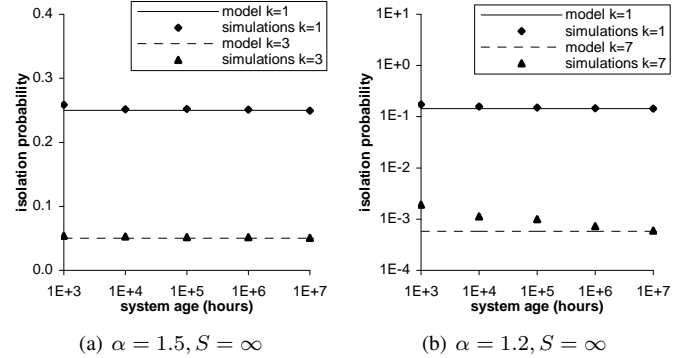 model k=1
simulations k=1
model k=3
simulations k=3
isolation probability
0.4
0.3
0.2
0.1
0.0
1E+3 1E+4 1E+5 1E+6 1E+7
system age (hours)
(a) α = 1.5, S = ∞
model k=1
simulations k=1
model k=7
simulations k=7
isolation probability
1E+1
1E+0
1E-1
1E-2
1E-3
1E-4
1E+3 1E+4 1E+5 1E+6 1E+7
system age (hours)
(b) α = 1.2, S = ∞